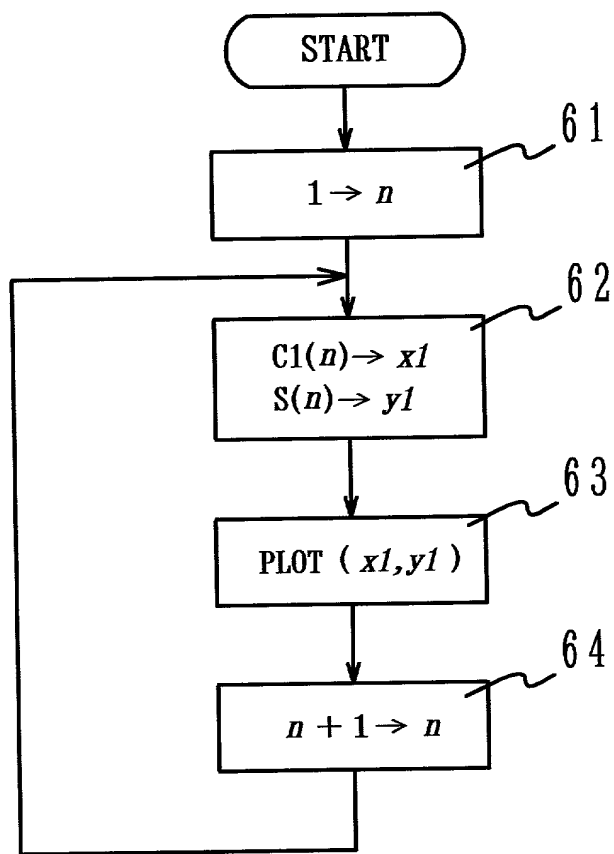 START
61
1 → n
62
C1(n) → x1
S(n) → y1
63
PLOT (x1,y1)
64
n + 1 → n